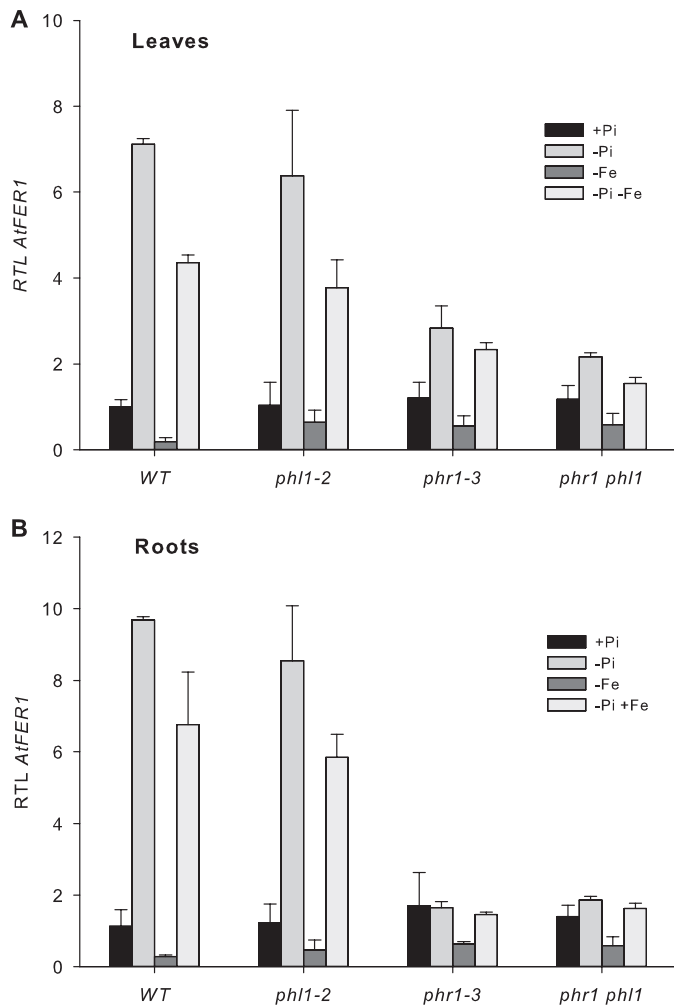 A
Leaves
10
8
6
4
2
0
RTL AtFER1
+Pi
-Pi
-Fe
-Pi -Fe
WT
phl1-2
phr1-3
phr1 phl1
B
Roots
12
10
8
6
4
2
0
RTL AtFER1
+Pi
-Pi
-Fe
-Pi +Fe
WT
phl1-2
phr1-3
phr1 phl1